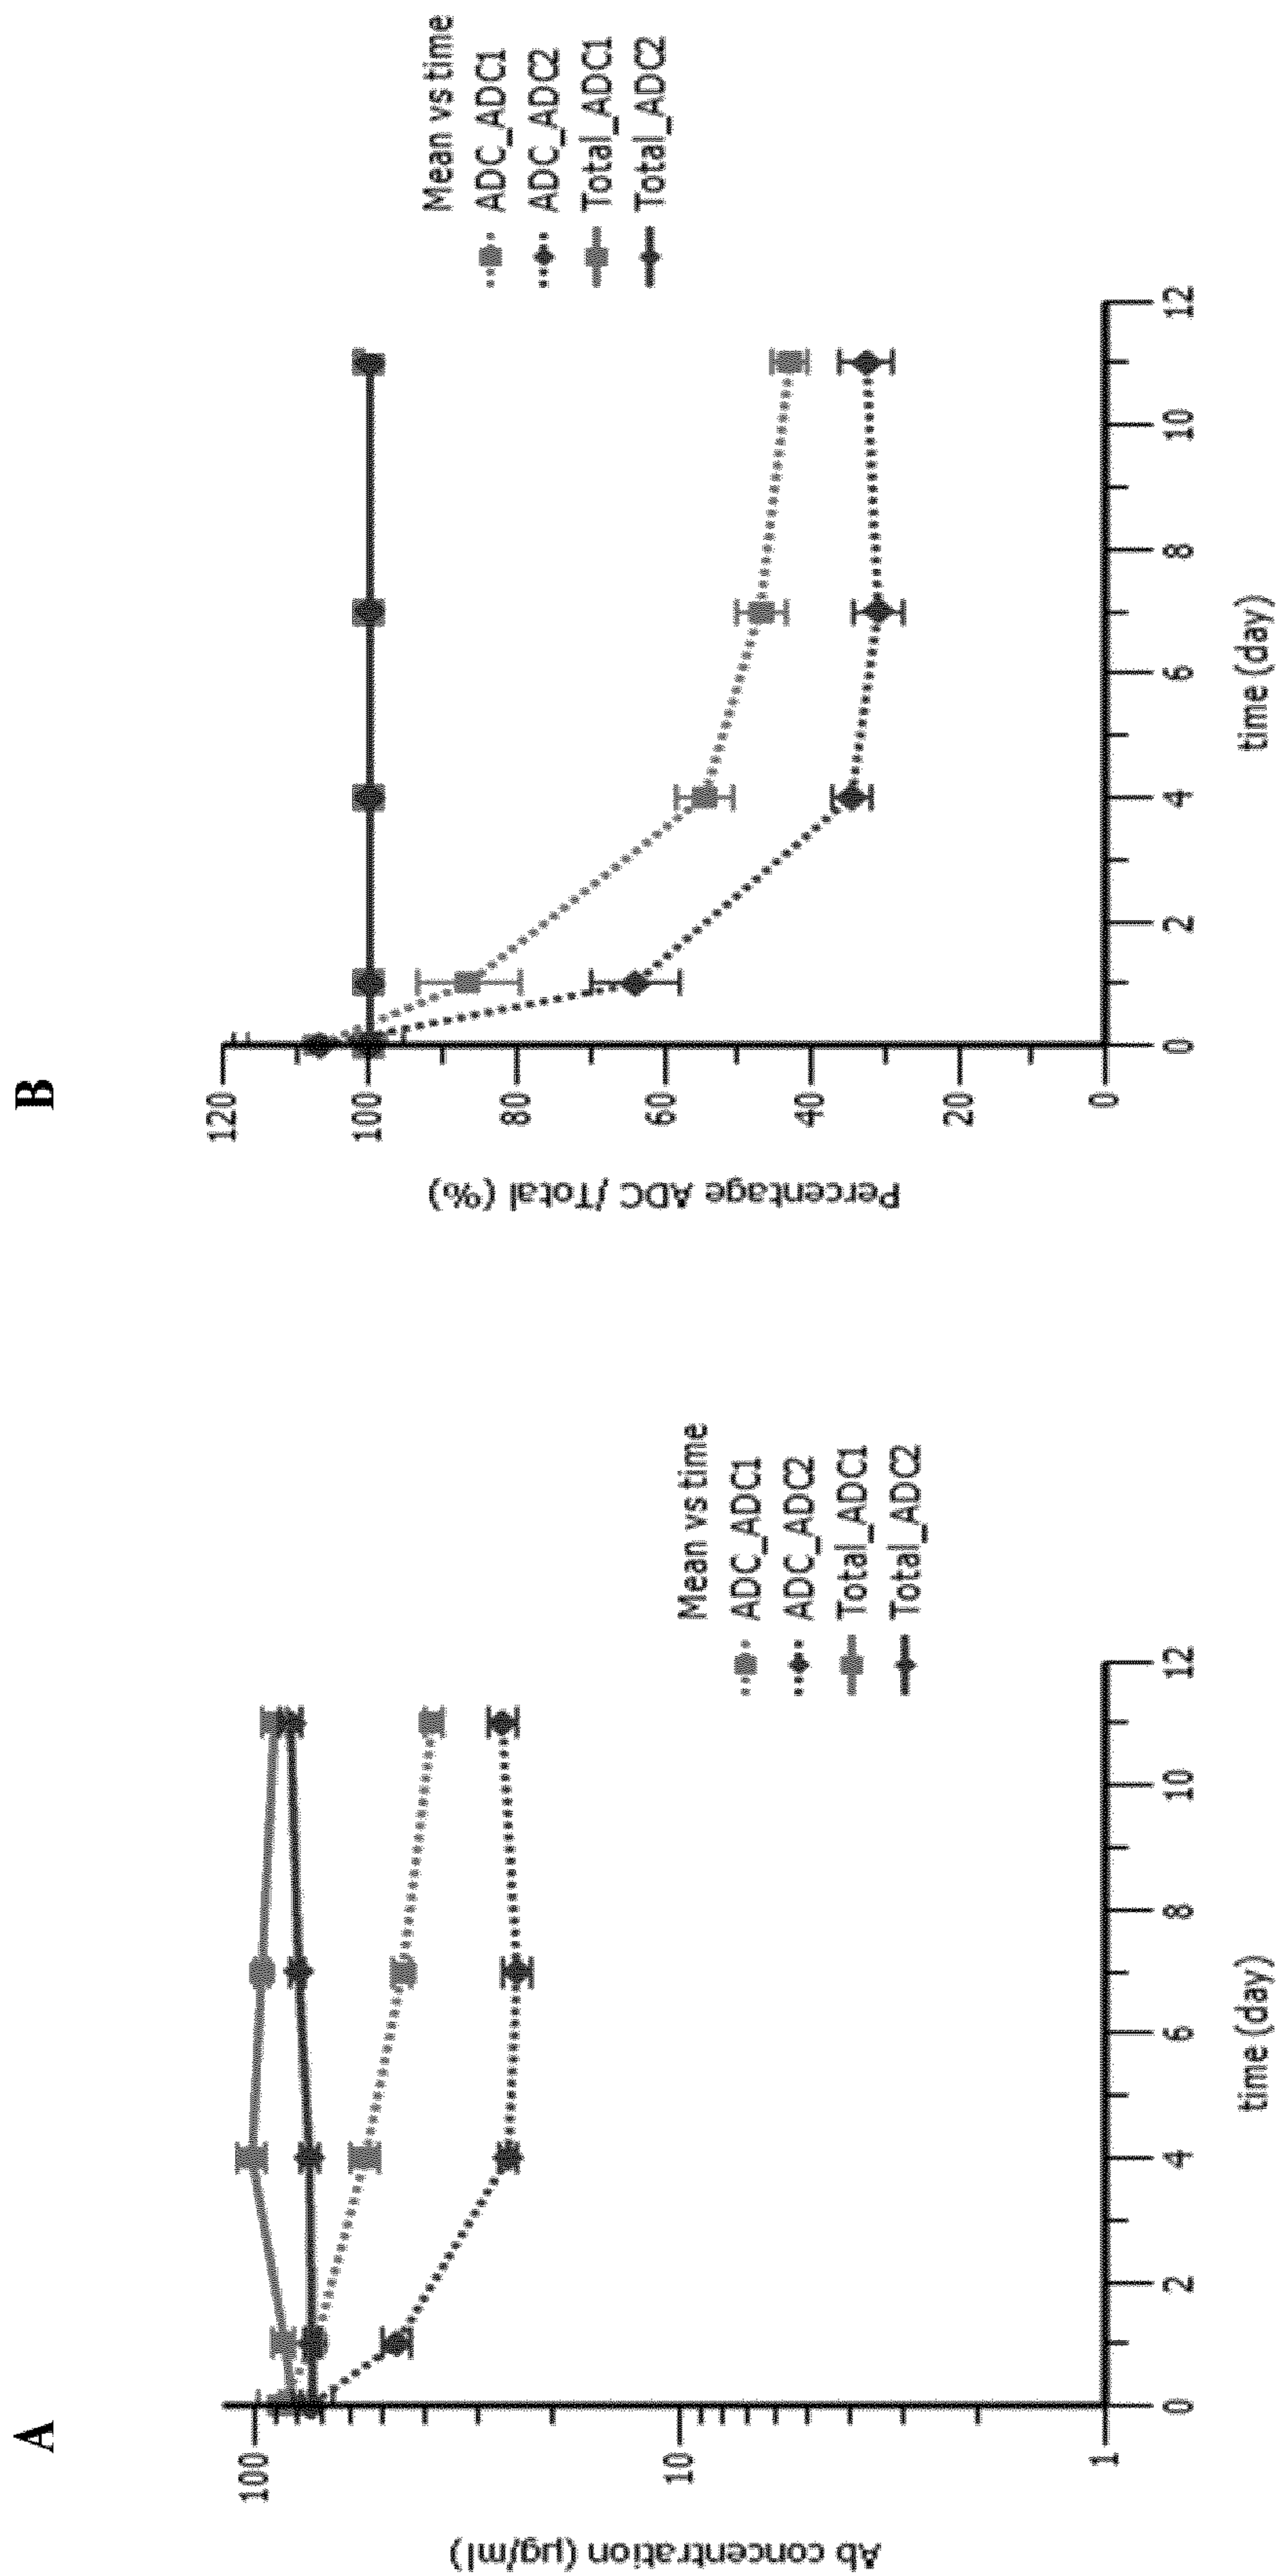 A
Ab concentration (µg/ml)
100
10
1
0 2 4 6 8 10 12
time (day)
Mean vs time
ADC_ADC1
ADC_ADC2
Total_ADC1
Total_ADC2
B
Percentage ADC /Total (%)
120
100
80
60
40
20
0
0 2 4 6 8 10 12
time (day)
Mean vs time
ADC_ADC1
ADC_ADC2
Total_ADC1
Total_ADC2